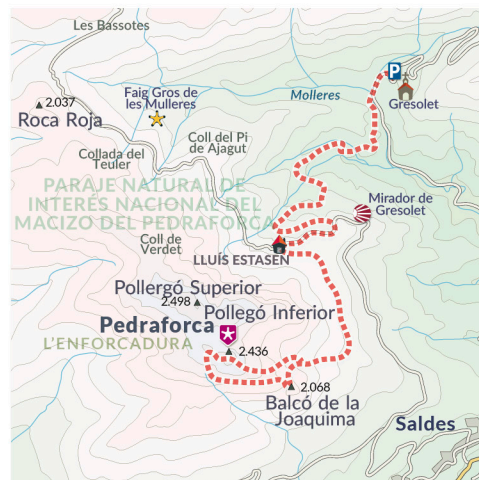 Les Bassotes
P
Faig Gros de
les Mulleres
Molleres
Gresolet
2.037
Roca Roja
Coll del Pi
de Ajagut
Collada del
Teuler
PARAJE NATURAL DE
INTERÉS NACIONAL DEL
MACIZO DEL PEDRAFORCA
Mirador de
Gresolet
Coll de
Verdet
LLUÍS ESTASEN
Pollergó Superior
2.498
Pollegó Inferior
Pedraforca
L'ENFORCADURA
2.436
2.068
Balcó de la
Joaquima
Saldes